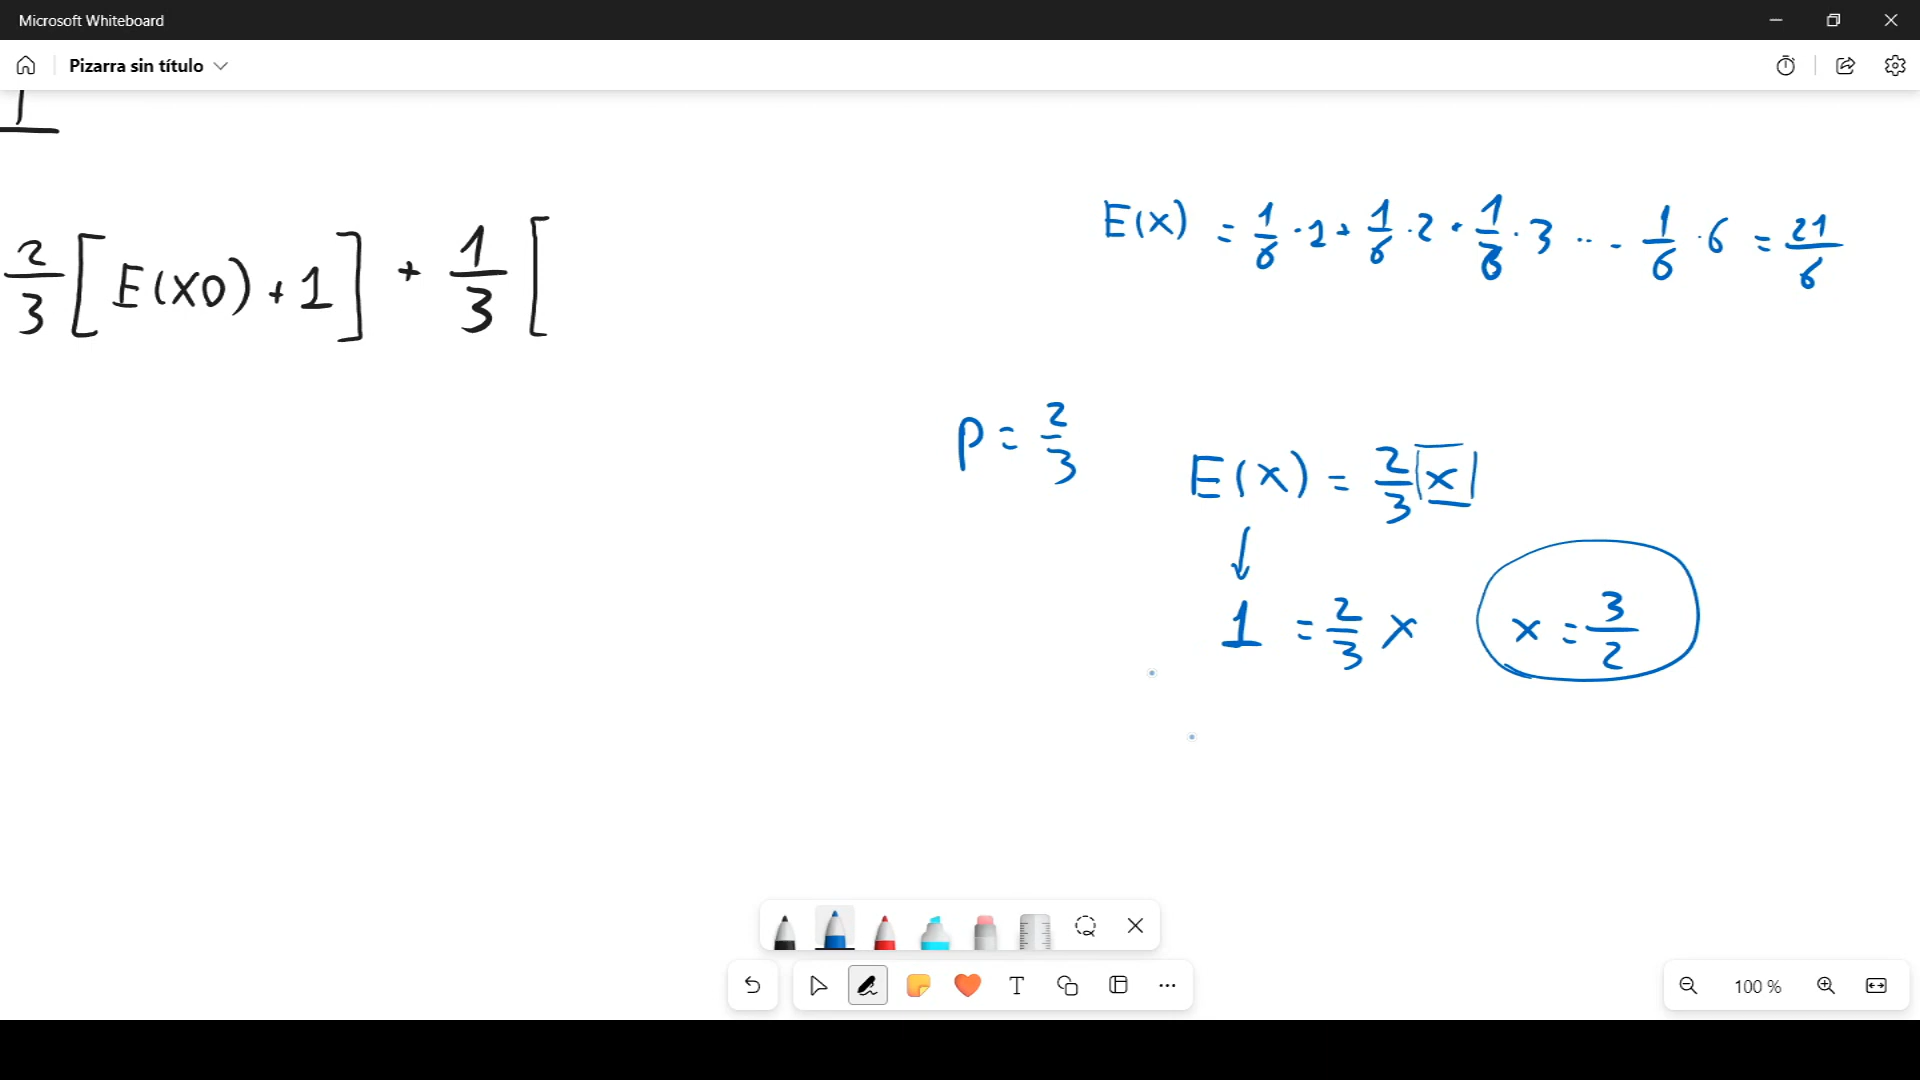 Microsoft Whiteboard
Pizarra sin título
1
E(x) = 1/6 · 1 + 1/6 · 2 + 1/6 · 3 ... 1/6 · 6 = 21/6
2/3 [E(X0) + 1] + 1/3 [
P = 2/3
E(x) = 2/3 x
↓
1 = 2/3 x
x = 3/2
100 %